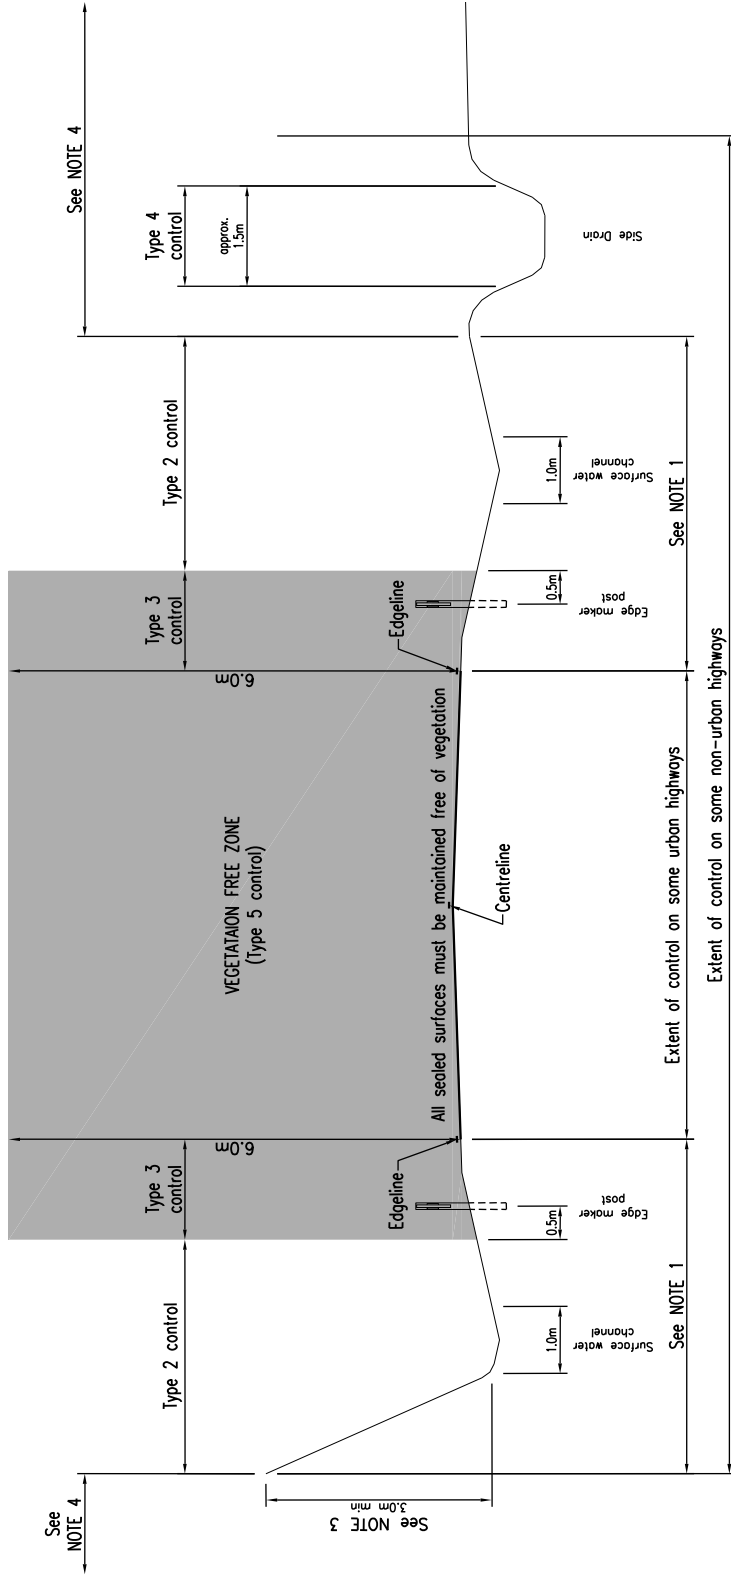 See
NOTE 4
See NOTE 4
Type 2 control
Type 3
control
Type 3
control
Type 2 control
Type 4
control
approx.
1.5m
VEGETATAION FREE ZONE
(Type 5 control)
6.0m
6.0m
See NOTE 3
3.0m min
Edgeline
All sealed surfaces must be maintained free of vegetation
Edgeline
Centreline
1.0m
Surface water
channel
0.5m
Edge maker
post
0.5m
Edge maker
post
1.0m
Surface water
channel
Side Drain
See NOTE 1
Extent of control on some urban highways
See NOTE 1
Extent of control on some non-urban highways